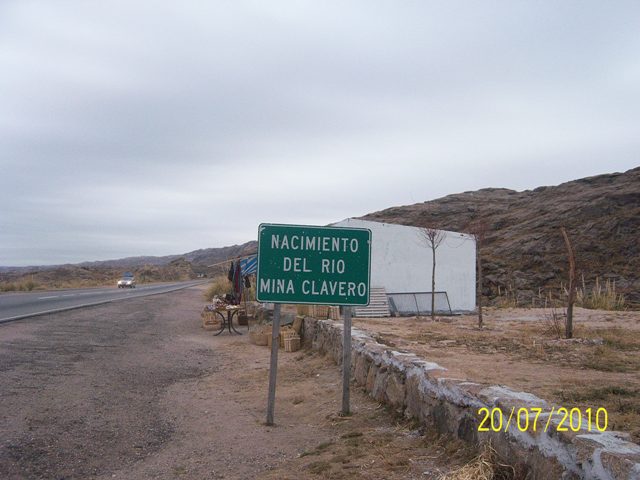 NACIMIENTO
DEL RIO
MINA CLAVERO
20/07/2010